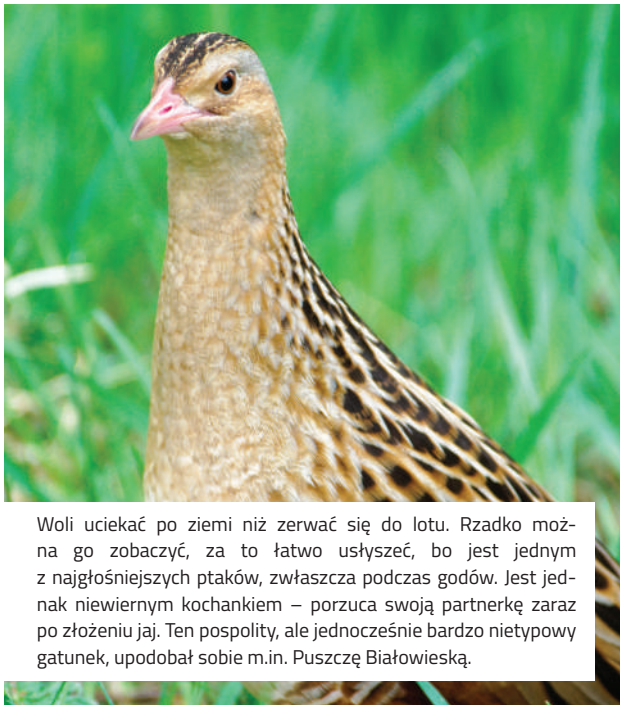 Woli uciekać po ziemi niż zerwać się do lotu. Rzadko moż-
na go zobaczyć, za to łatwo usłyszeć, bo jest jednym
z najgłośniejszych ptaków, zwłaszcza podczas godów. Jest jed-
nak niewiernym kochankiem – porzuca swoją partnerkę zaraz
po złożeniu jaj. Ten pospolity, ale jednocześnie bardzo nietypowy
gatunek, upodobał sobie m.in. Puszczę Białowieską.